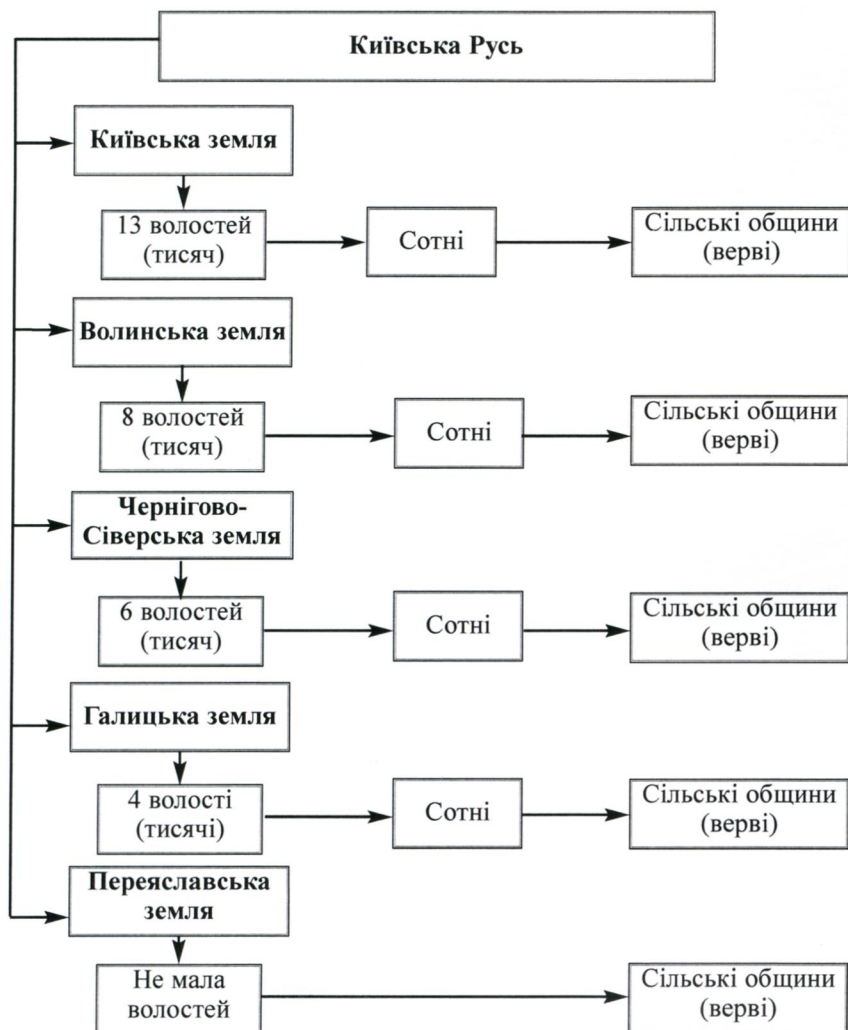 Київська Русь
Київська земля
13 волостей
(тисяч)
Сотні
Сільські общини
(верві)
Волинська земля
8 волостей
(тисяч)
Сотні
Сільські общини
(верві)
Чернігово-
Сіверська земля
6 волостей
(тисяч)
Сотні
Сільські общини
(верві)
Галицька земля
4 волості
(тисячі)
Сотні
Сільські общини
(верві)
Переяславська
земля
Не мала
волостей
Сільські общини
(верві)